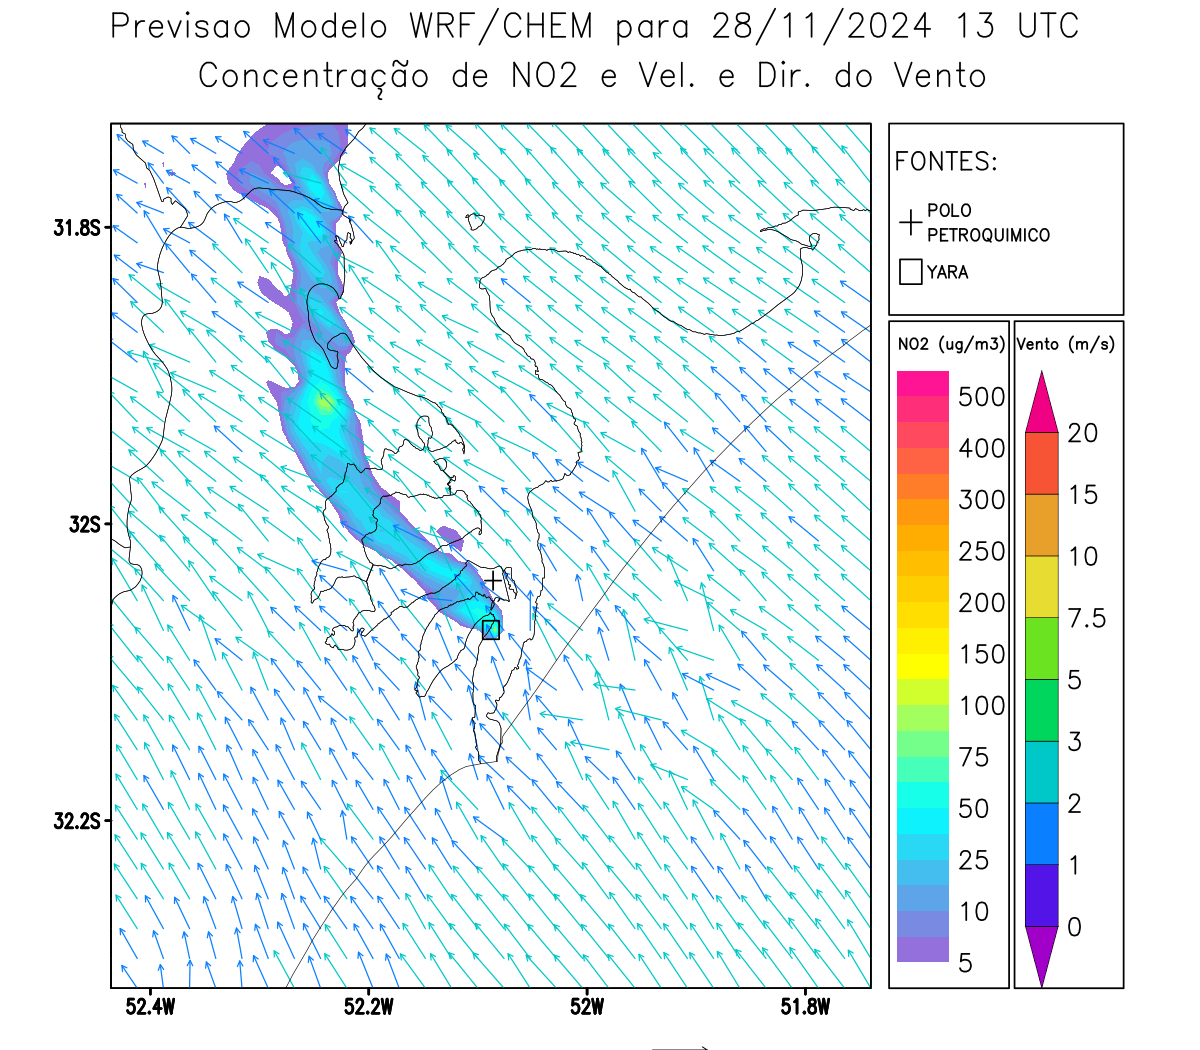 Previsao Modelo WRF/CHEM para 28/11/2024 13 UTC
Concentração de NO2 e Vel. e Dir. do Vento
FONTES:
POLO
PETROQUIMICO
YARA
31.8S
32S
32.2S
52.4W
52.2W
52W
51.8W
NO2 (ug/m3)
500
400
300
250
200
150
100
75
50
25
10
5
Vento (m/s)
20
15
10
7.5
5
3
2
1
0